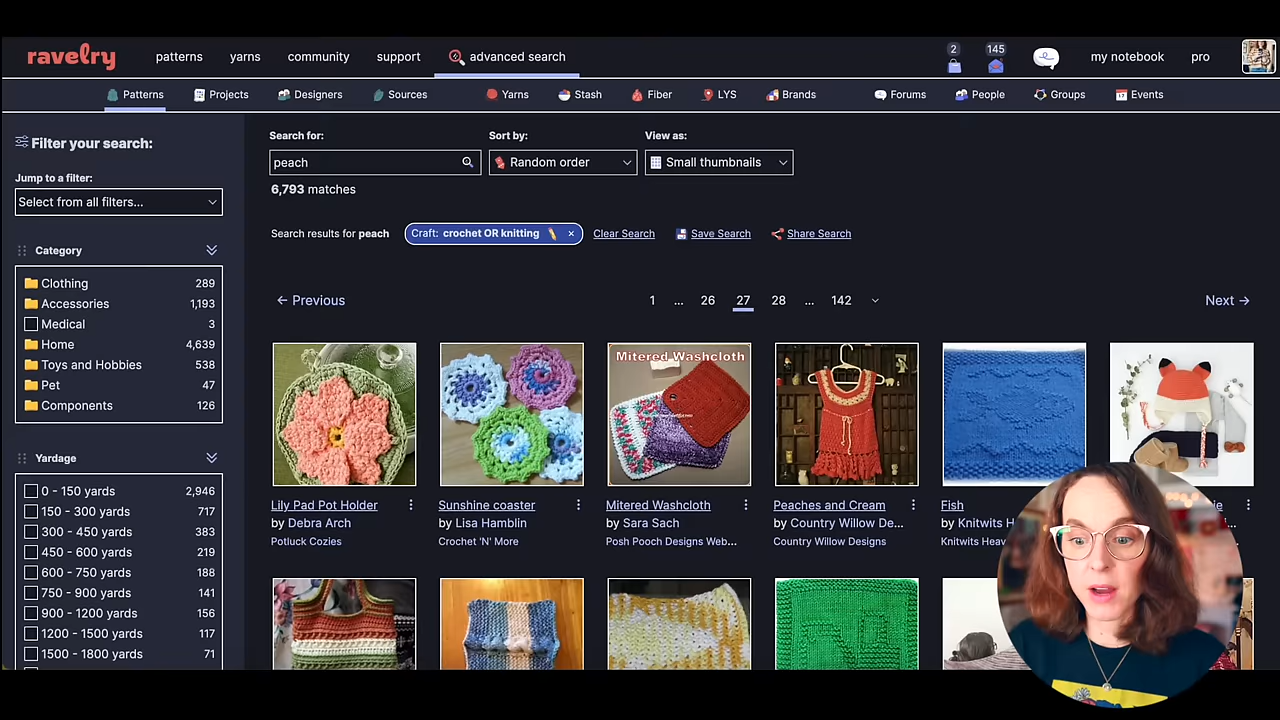 ravelry patterns yarns community support advanced search 2 145 my notebook pro
Patterns Projects Designers Sources Yarns Stash Fiber LYS Brands Forums People Groups Events
Filter your search:
Jump to a filter:
Select from all filters...
Category
Clothing 289
Accessories 1,193
Medical 3
Home 4,639
Toys and Hobbies 538
Pet 47
Components 126
Yardage
0 - 150 yards 2,946
150 - 300 yards 717
300 - 450 yards 383
450 - 600 yards 219
600 - 750 yards 188
750 - 900 yards 141
900 - 1200 yards 156
1200 - 1500 yards 117
1500 - 1800 yards 71
Search for: Sort by: View as:
peach Random order Small thumbnails
6,793 matches
Search results for peach Craft: crochet OR knitting × Clear Search Save Search Share Search
← Previous 1 ... 26 27 28 ... 142 Next →
Mitered Washcloth
Lily Pad Pot Holder
by Debra Arch
Potluck Cozies
Sunshine coaster
by Lisa Hamblin
Crochet 'N' More
Mitered Washcloth
by Sara Sach
Posh Pooch Designs Web...
Peaches and Cream
by Country Willow De...
Country Willow Designs
Fish
by Knitwits H
Knitwits Heav